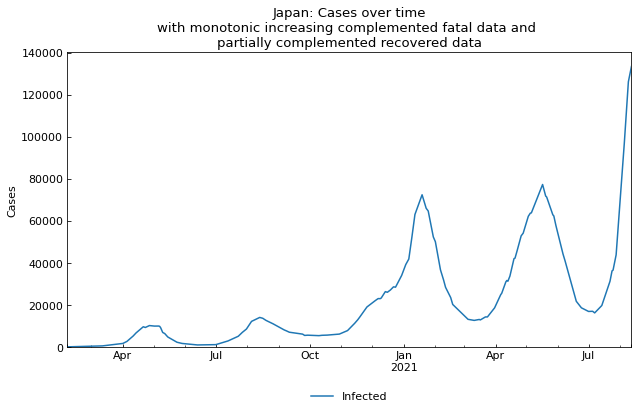 Japan: Cases over time
with monotonic increasing complemented fatal data and
partially complemented recovered data
140000
120000
100000
80000
60000
40000
20000
0
Cases
Apr
Jul
Oct
Jan
2021
Apr
Jul
Infected